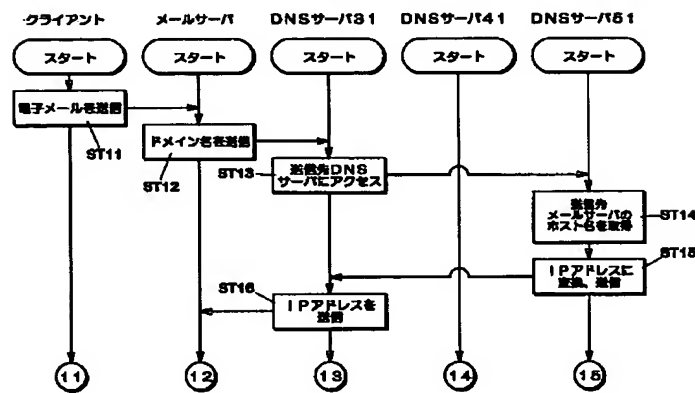 クライアント
メールサーバ
DNSサーバ31
DNSサーバ41
DNSサーバ51
スタート
スタート
スタート
スタート
スタート
電子メールを送信
ST11
ドメイン名を送信
ST12
ST13
送信先DNS
サーバにアクセス
送信先
メールサーバの
ホスト名を取得
ST14
ST15
IPアドレスに
変換、送信
ST16
IPアドレスを
送信
11
12
13
14
15